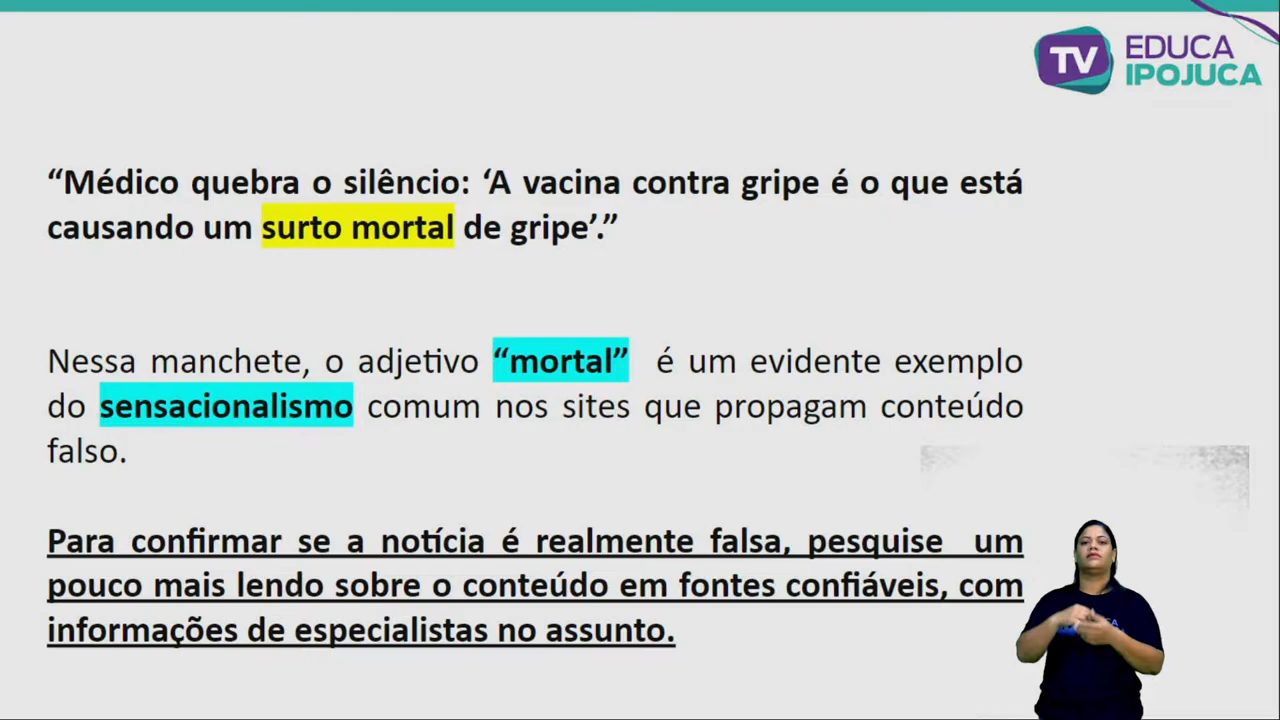 TV EDUCA
IPOJUCA
“Médico quebra o silêncio: ‘A vacina contra gripe é o que está
causando um surto mortal de gripe’.”
Nessa manchete, o adjetivo “mortal” é um evidente exemplo
do sensacionalismo comum nos sites que propagam conteúdo
falso.
Para confirmar se a notícia é realmente falsa, pesquise um
pouco mais lendo sobre o conteúdo em fontes confiáveis, com
informações de especialistas no assunto.